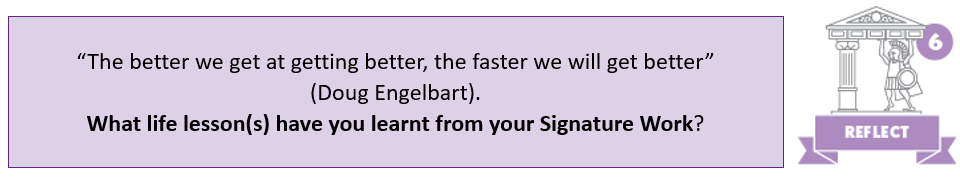 “The better we get at getting better, the faster we will get better”
(Doug Engelbart).
What life lesson(s) have you learnt from your Signature Work?
6
REFLECT